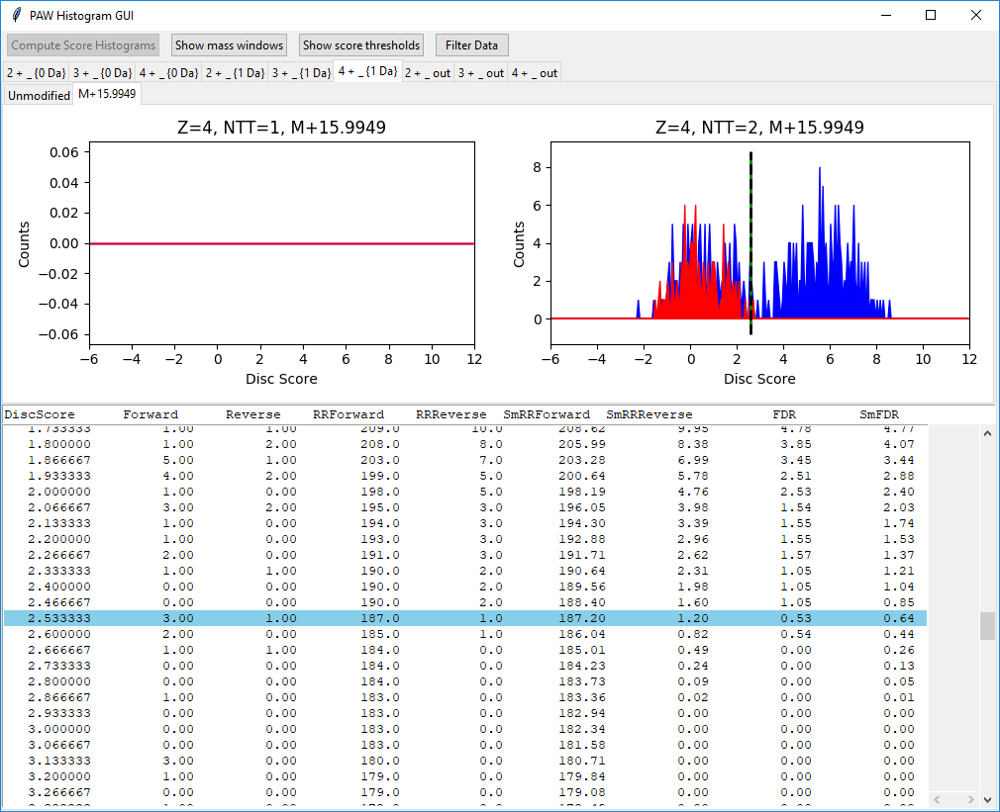 PAW Histogram GUI
Compute Score Histograms Show mass windows Show score thresholds Filter Data
2 + _ {0 Da} 3 + _ {0 Da} 4 + _ {0 Da} 2 + _ {1 Da} 3 + _ {1 Da} 4 + _ {1 Da} 2 + _ out 3 + _ out 4 + _ out
Unmodified M+15.9949
Z=4, NTT=1, M+15.9949
0.06
0.04
0.02
0.00
−0.02
−0.04
−0.06
Counts
−6 −4 −2 0 2 4 6 8 10 12
Disc Score
Z=4, NTT=2, M+15.9949
8
6
4
2
0
Counts
−6 −4 −2 0 2 4 6 8 10 12
Disc Score
DiscScore Forward Reverse RRForward RRReverse SmRRForward SmRRReverse FDR SmFDR
1.733333 1.00 1.00 209.0 10.0 208.62 9.95 4.78 4.77
1.800000 1.00 2.00 208.0 8.0 205.99 8.38 3.85 4.07
1.866667 5.00 1.00 203.0 7.0 203.28 6.99 3.45 3.44
1.933333 4.00 2.00 199.0 5.0 200.64 5.78 2.51 2.88
2.000000 1.00 0.00 198.0 5.0 198.19 4.76 2.53 2.40
2.066667 3.00 2.00 195.0 3.0 196.05 3.98 1.54 2.03
2.133333 1.00 0.00 194.0 3.0 194.30 3.39 1.55 1.74
2.200000 1.00 0.00 193.0 3.0 192.88 2.96 1.55 1.53
2.266667 2.00 0.00 191.0 3.0 191.71 2.62 1.57 1.37
2.333333 1.00 1.00 190.0 2.0 190.64 2.31 1.05 1.21
2.400000 0.00 0.00 190.0 2.0 189.56 1.98 1.05 1.04
2.466667 0.00 0.00 190.0 2.0 188.40 1.60 1.05 0.85
2.533333 3.00 1.00 187.0 1.0 187.20 1.20 0.53 0.64
2.600000 2.00 0.00 185.0 1.0 186.04 0.82 0.54 0.44
2.666667 1.00 1.00 184.0 0.0 185.01 0.49 0.00 0.26
2.733333 0.00 0.00 184.0 0.0 184.23 0.24 0.00 0.13
2.800000 0.00 0.00 184.0 0.0 183.73 0.09 0.00 0.05
2.866667 1.00 0.00 183.0 0.0 183.36 0.02 0.00 0.01
2.933333 0.00 0.00 183.0 0.0 182.94 0.00 0.00 0.00
3.000000 0.00 0.00 183.0 0.0 182.34 0.00 0.00 0.00
3.066667 0.00 0.00 183.0 0.0 181.58 0.00 0.00 0.00
3.133333 3.00 0.00 180.0 0.0 180.71 0.00 0.00 0.00
3.200000 1.00 0.00 179.0 0.0 179.84 0.00 0.00 0.00
3.266667 0.00 0.00 179.0 0.0 179.08 0.00 0.00 0.00